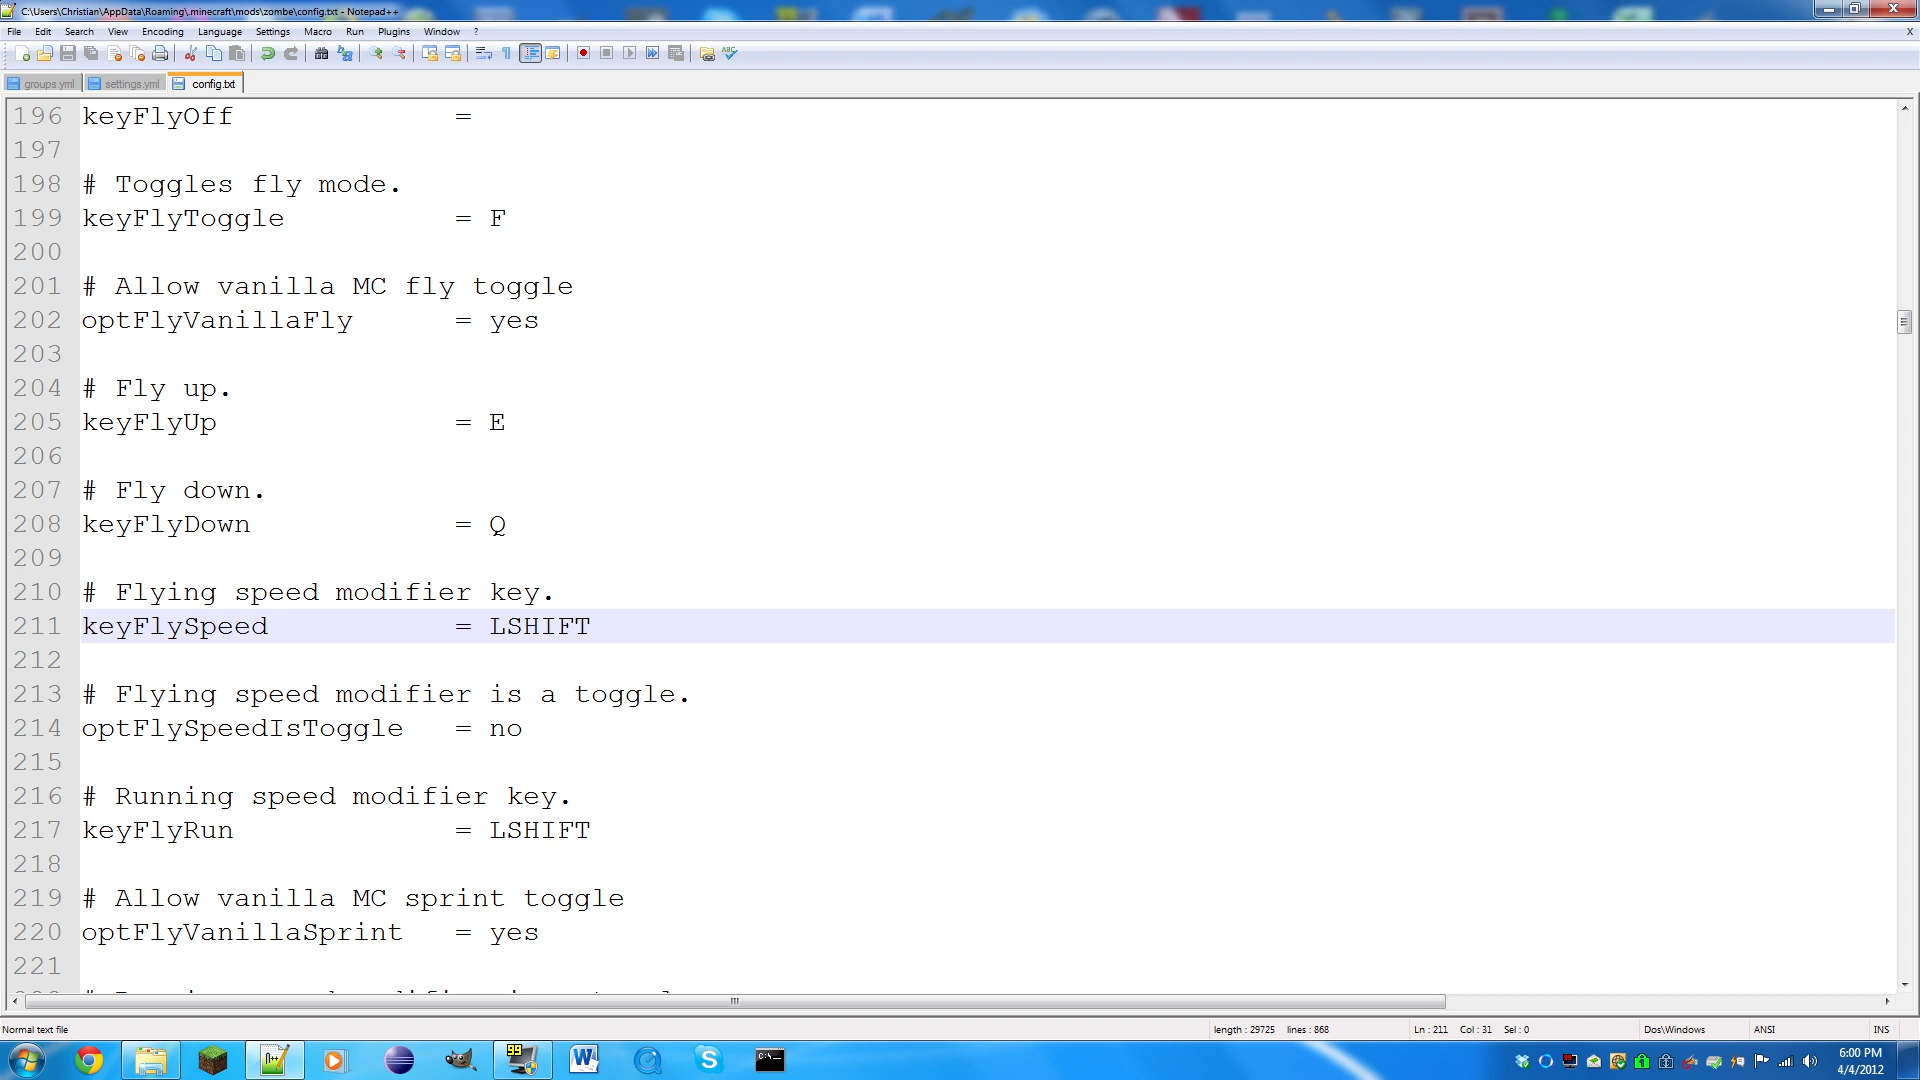 C:\Users\Christian\AppData\Roaming\.minecraft\mods\zombe\config.txt - Notepad++
File Edit Search View Encoding Language Settings Macro Run Plugins Window ? X
groups.yml settings.yml config.txt
196 keyFlyOff =
197
198 # Toggles fly mode.
199 keyFlyToggle = F
200
201 # Allow vanilla MC fly toggle
202 optFlyVanillaFly = yes
203
204 # Fly up.
205 keyFlyUp = E
206
207 # Fly down.
208 keyFlyDown = Q
209
210 # Flying speed modifier key.
211 keyFlySpeed = LSHIFT
212
213 # Flying speed modifier is a toggle.
214 optFlySpeedIsToggle = no
215
216 # Running speed modifier key.
217 keyFlyRun = LSHIFT
218
219 # Allow vanilla MC sprint toggle
220 optFlyVanillaSprint = yes
221
Normal text file length : 29725 lines : 868 Ln : 211 Col : 31 Sel : 0 Dos\Windows ANSI INS
6:00 PM
4/4/2012